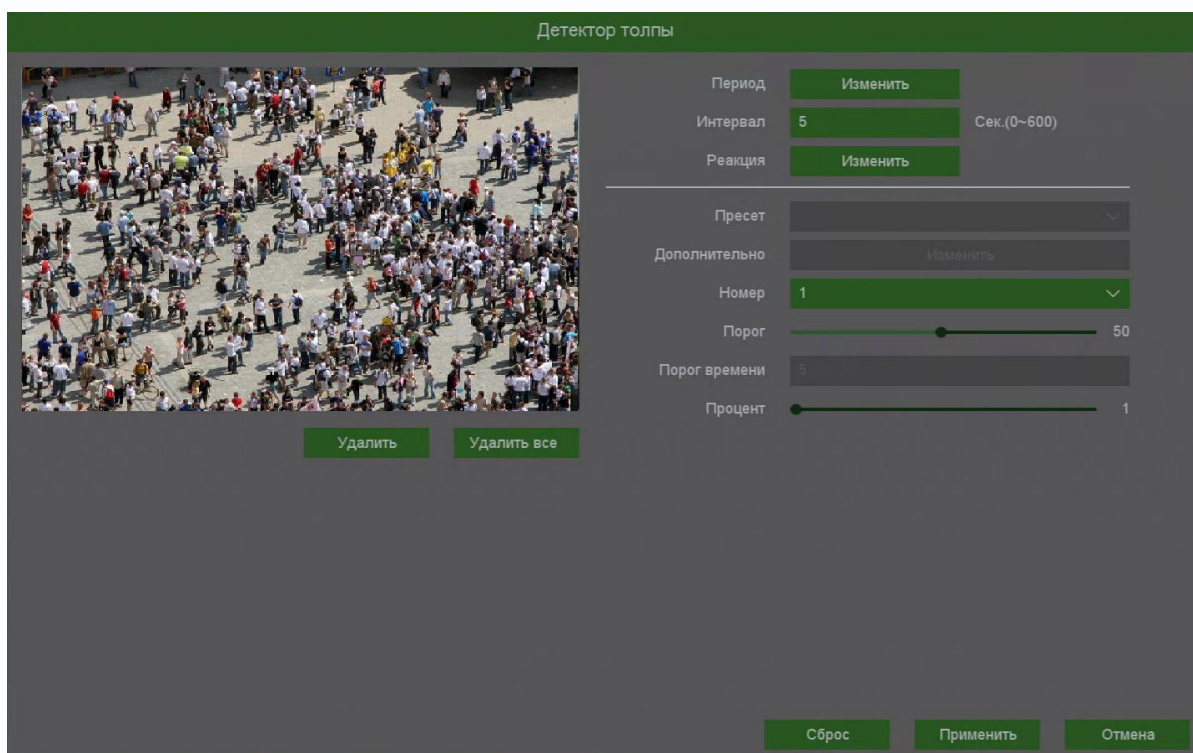 Детектор толпы
Период Изменить
Интервал 5 Сек.(0~600)
Реакция Изменить
Пресет
Дополнительно Изменить
Номер 1
Порог 50
Порог времени 5
Процент 1
Удалить Удалить все
Сброс Применить Отмена